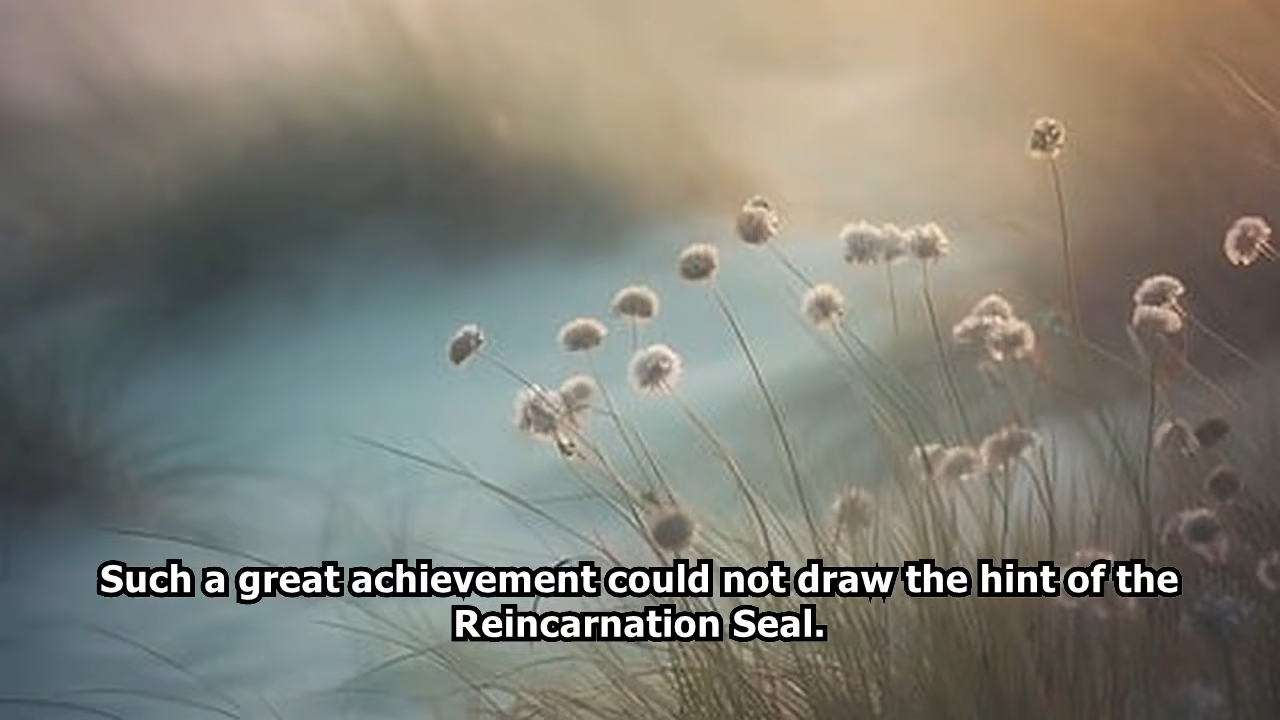 Such a great achievement could not draw the hint of the
Reincarnation Seal.